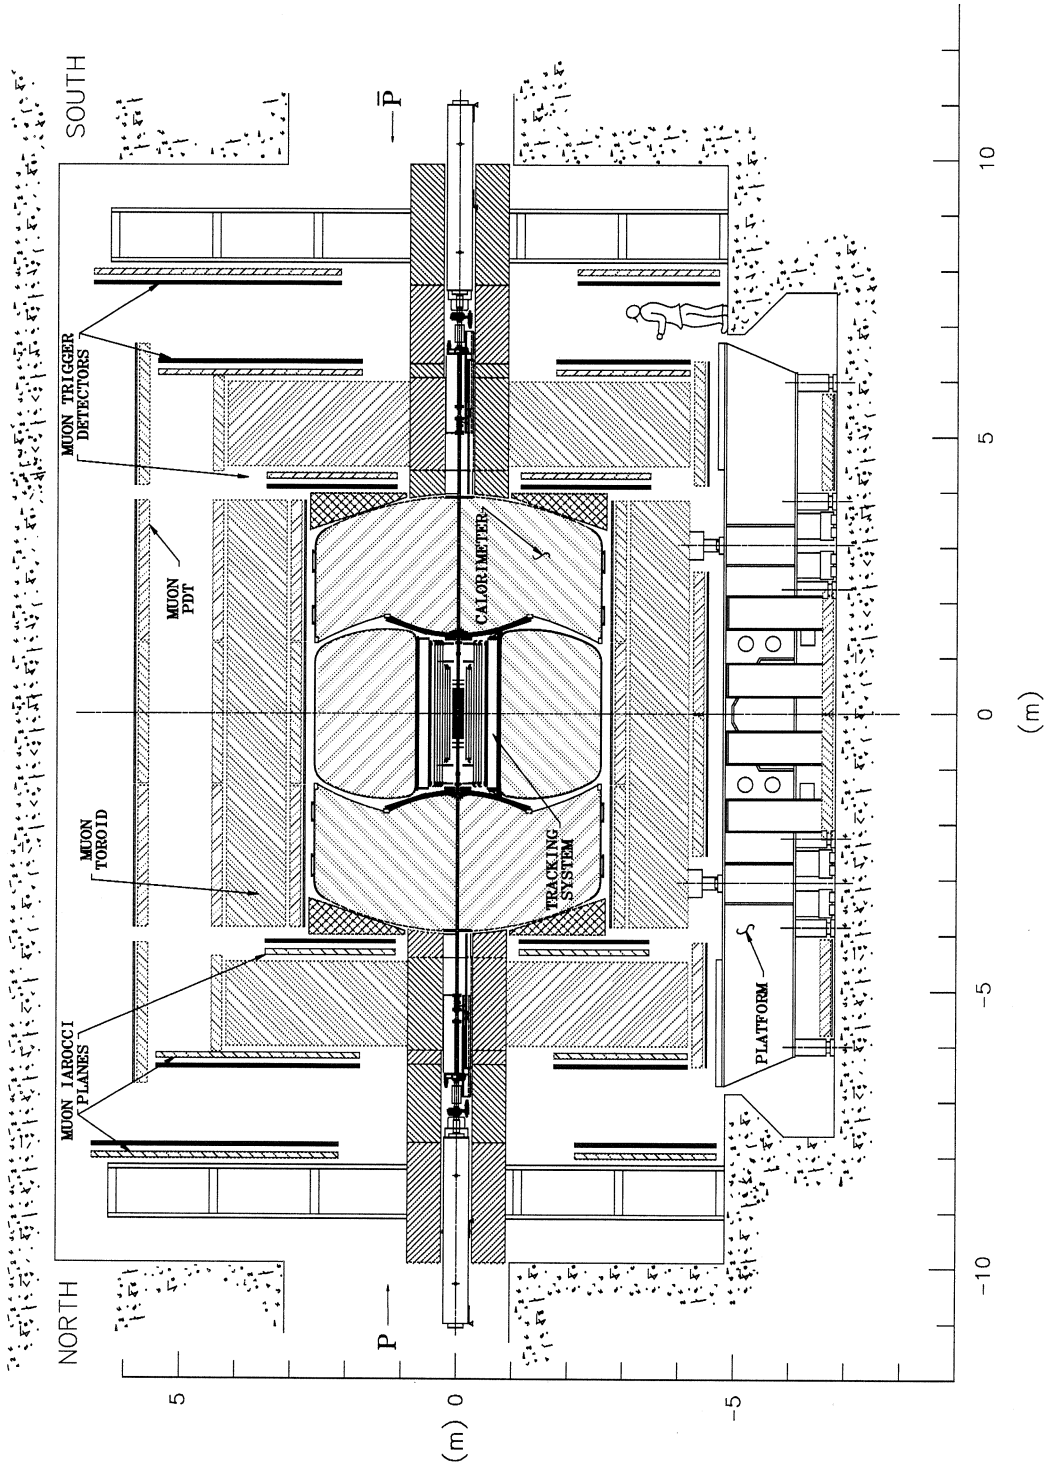 NORTH
SOUTH
MUON IAROCCI
PLANES
MUON
TOROID
MUON
PDT
MUON TRIGGER
DETECTORS
P
P̅
CALORIMETER
TRACKING
SYSTEM
PLATFORM
5
0
-5
(m)
-10
-5
0
5
10
(m)